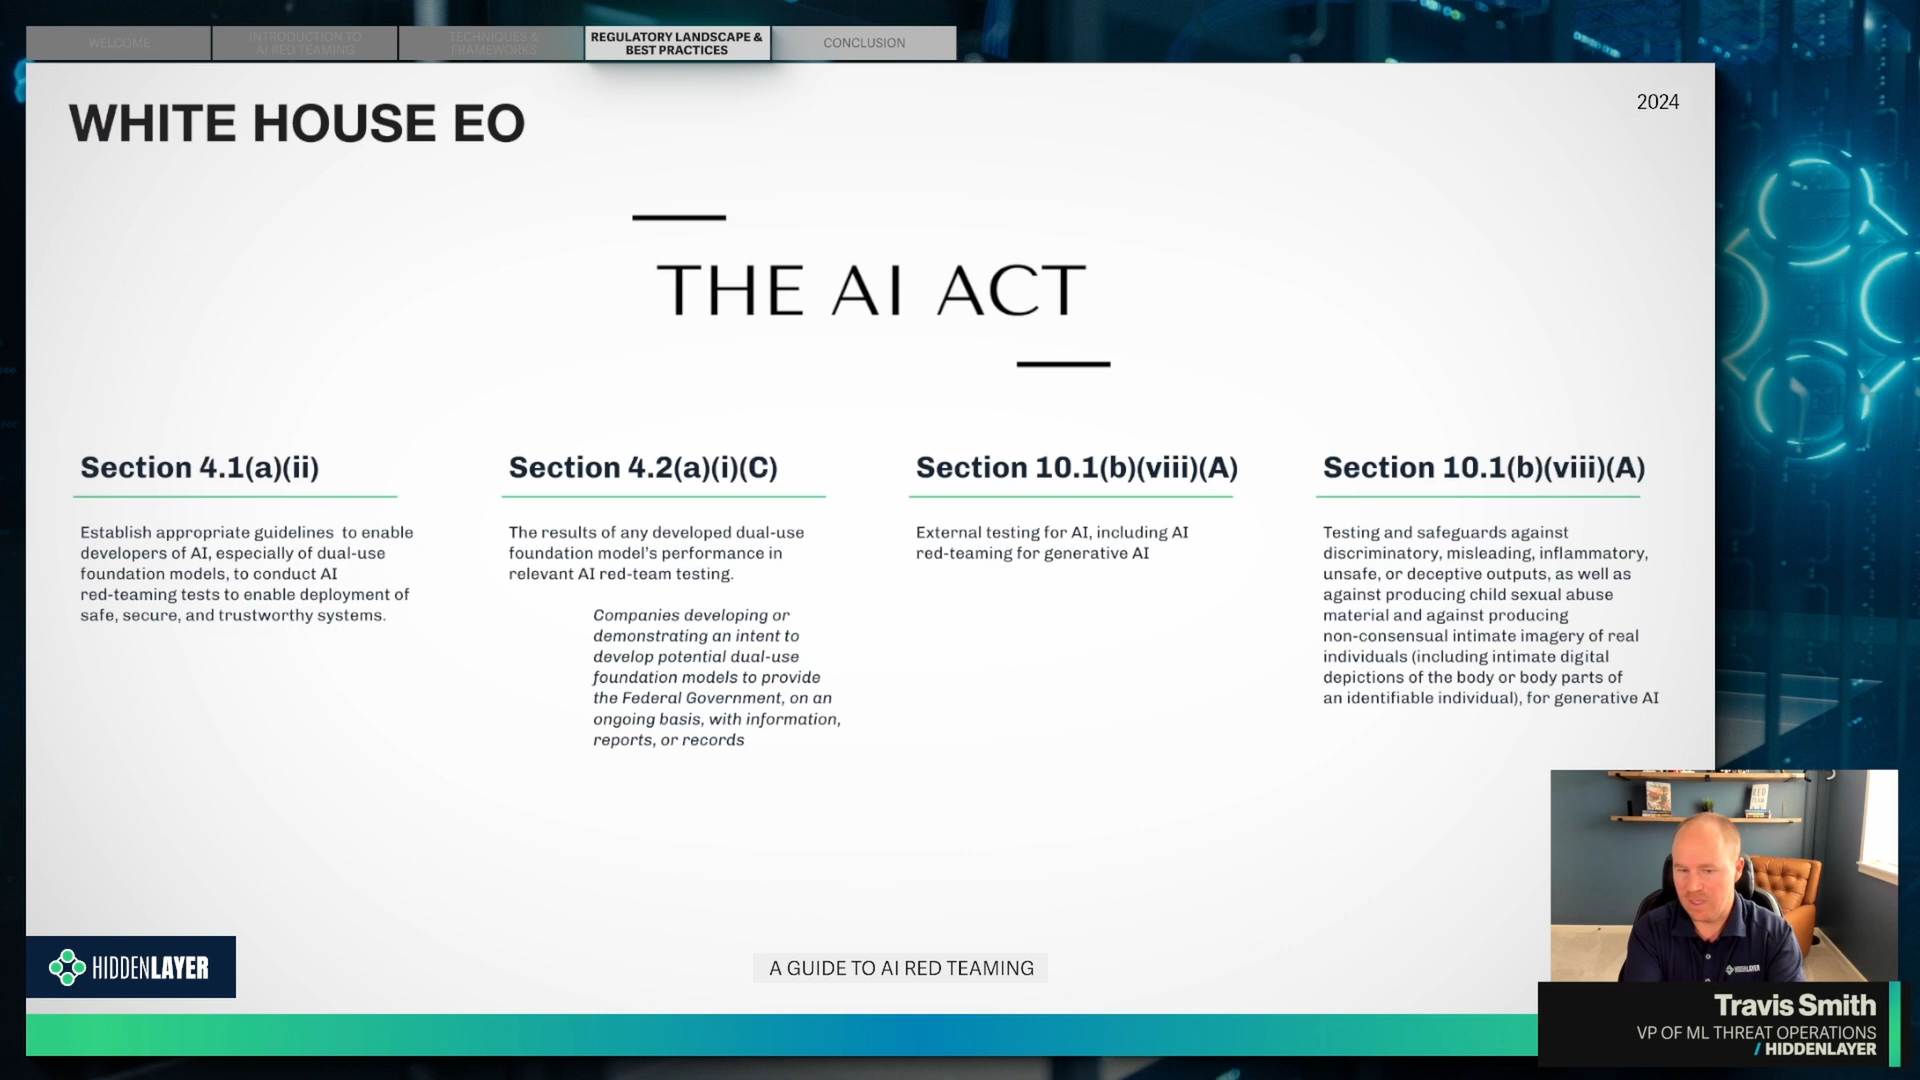 WELCOME
INTRODUCTION TO
AI RED TEAMING
TECHNIQUES &
FRAMEWORKS
REGULATORY LANDSCAPE &
BEST PRACTICES
CONCLUSION
WHITE HOUSE EO
2024
THE AI ACT
Section 4.1(a)(ii)
Establish appropriate guidelines to enable
developers of AI, especially of dual-use
foundation models, to conduct AI
red-teaming tests to enable deployment of
safe, secure, and trustworthy systems.
Section 4.2(a)(i)(C)
The results of any developed dual-use
foundation model's performance in
relevant AI red-team testing.
Companies developing or
demonstrating an intent to
develop potential dual-use
foundation models to provide
the Federal Government, on an
ongoing basis, with information,
reports, or records
Section 10.1(b)(viii)(A)
External testing for AI, including AI
red-teaming for generative AI
Section 10.1(b)(viii)(A)
Testing and safeguards against
discriminatory, misleading, inflammatory,
unsafe, or deceptive outputs, as well as
against producing child sexual abuse
material and against producing
non-consensual intimate imagery of real
individuals (including intimate digital
depictions of the body or body parts of
an identifiable individual), for generative AI
RED
TEAM
HIDDENLAYER
HIDDENLAYER
A GUIDE TO AI RED TEAMING
Travis Smith
VP OF ML THREAT OPERATIONS
/ HIDDENLAYER